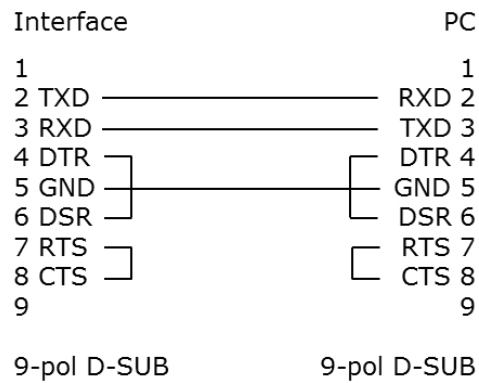 Interface PC
1 1
2 TXD RXD 2
3 RXD TXD 3
4 DTR DTR 4
5 GND GND 5
6 DSR DSR 6
7 RTS RTS 7
8 CTS CTS 8
9 9
9-pol D-SUB 9-pol D-SUB